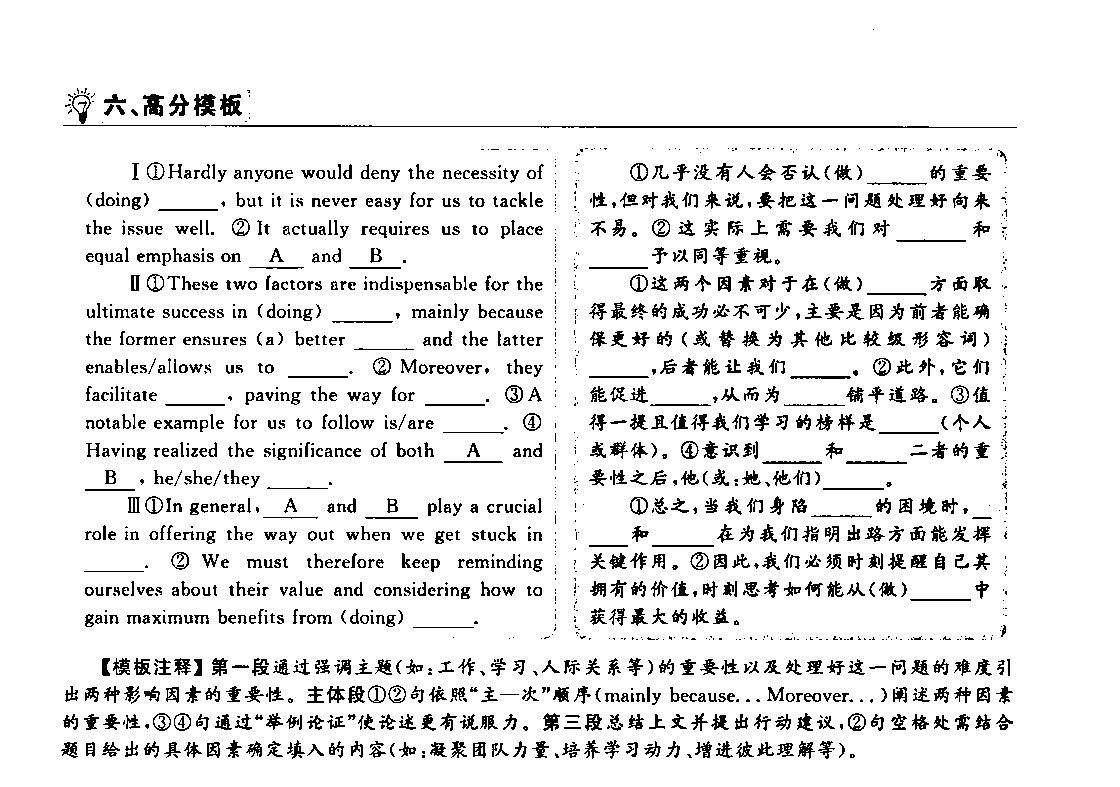 六、高分模板
Ⅰ ①Hardly anyone would deny the necessity of
(doing) ______, but it is never easy for us to tackle
the issue well. ② It actually requires us to place
equal emphasis on __A__ and __B__.
Ⅱ ①These two factors are indispensable for the
ultimate success in (doing) ______, mainly because
the former ensures (a) better ______ and the latter
enables/allows us to ______. ② Moreover, they
facilitate ______, paving the way for ______. ③A
notable example for us to follow is/are ______. ④
Having realized the significance of both __A__ and
__B__, he/she/they ______.
Ⅲ①In general, __A__ and __B__ play a crucial
role in offering the way out when we get stuck in
______. ② We must therefore keep reminding
ourselves about their value and considering how to
gain maximum benefits from (doing) ______.
①几乎没有人会否认(做)______的重要
性,但对我们来说,要把这一问题处理好向来
不易。②这实际上需要我们对______和
______予以同等重视。
①这两个因素对于在(做)______方面取
得最终的成功必不可少,主要是因为前者能确
保更好的(或替换为其他比较级形容词)
______,后者能让我们______。②此外,它们
能促进______,从而为______铺平道路。③值
得一提且值得我们学习的榜样是______(个人
或群体)。④意识到______和______二者的重
要性之后,他(或:她、他们)______。
①总之,当我们身陷______的困境时,__
____和______在为我们指明出路方面能发挥
关键作用。②因此,我们必须时刻提醒自己其
拥有的价值,时刻思考如何能从(做)______中
获得最大的收益。
【模板注释】第一段通过强调主题(如:工作、学习、人际关系等)的重要性以及处理好这一问题的难度引
出两种影响因素的重要性。主体段①②句依照“主—次”顺序(mainly because... Moreover...)阐述两种因素
的重要性,③④句通过“举例论证”使论述更有说服力。第三段总结上文并提出行动建议,②句空格处需结合
题目给出的具体因素确定填入的内容(如:凝聚团队力量、培养学习动力、增进彼此理解等)。